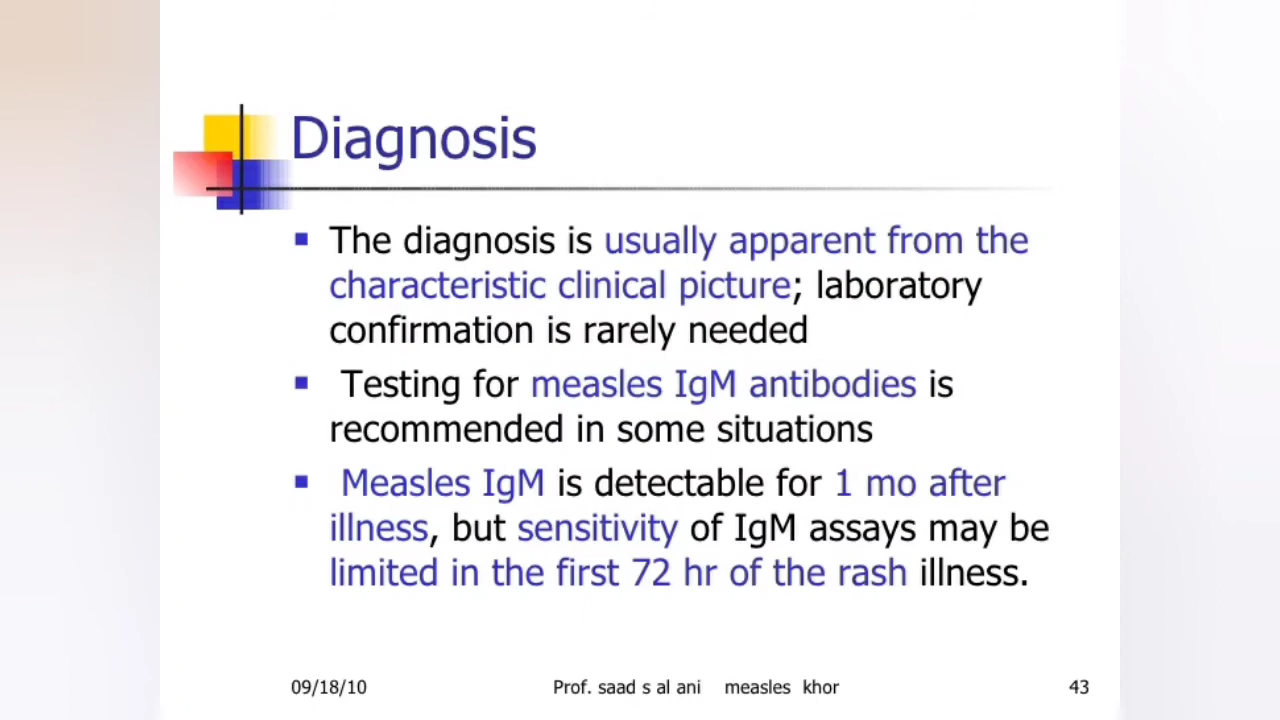 Diagnosis
The diagnosis is usually apparent from the
characteristic clinical picture; laboratory
confirmation is rarely needed
Testing for measles IgM antibodies is
recommended in some situations
Measles IgM is detectable for 1 mo after
illness, but sensitivity of IgM assays may be
limited in the first 72 hr of the rash illness.
09/18/10 Prof. saad s al ani measles khor 43